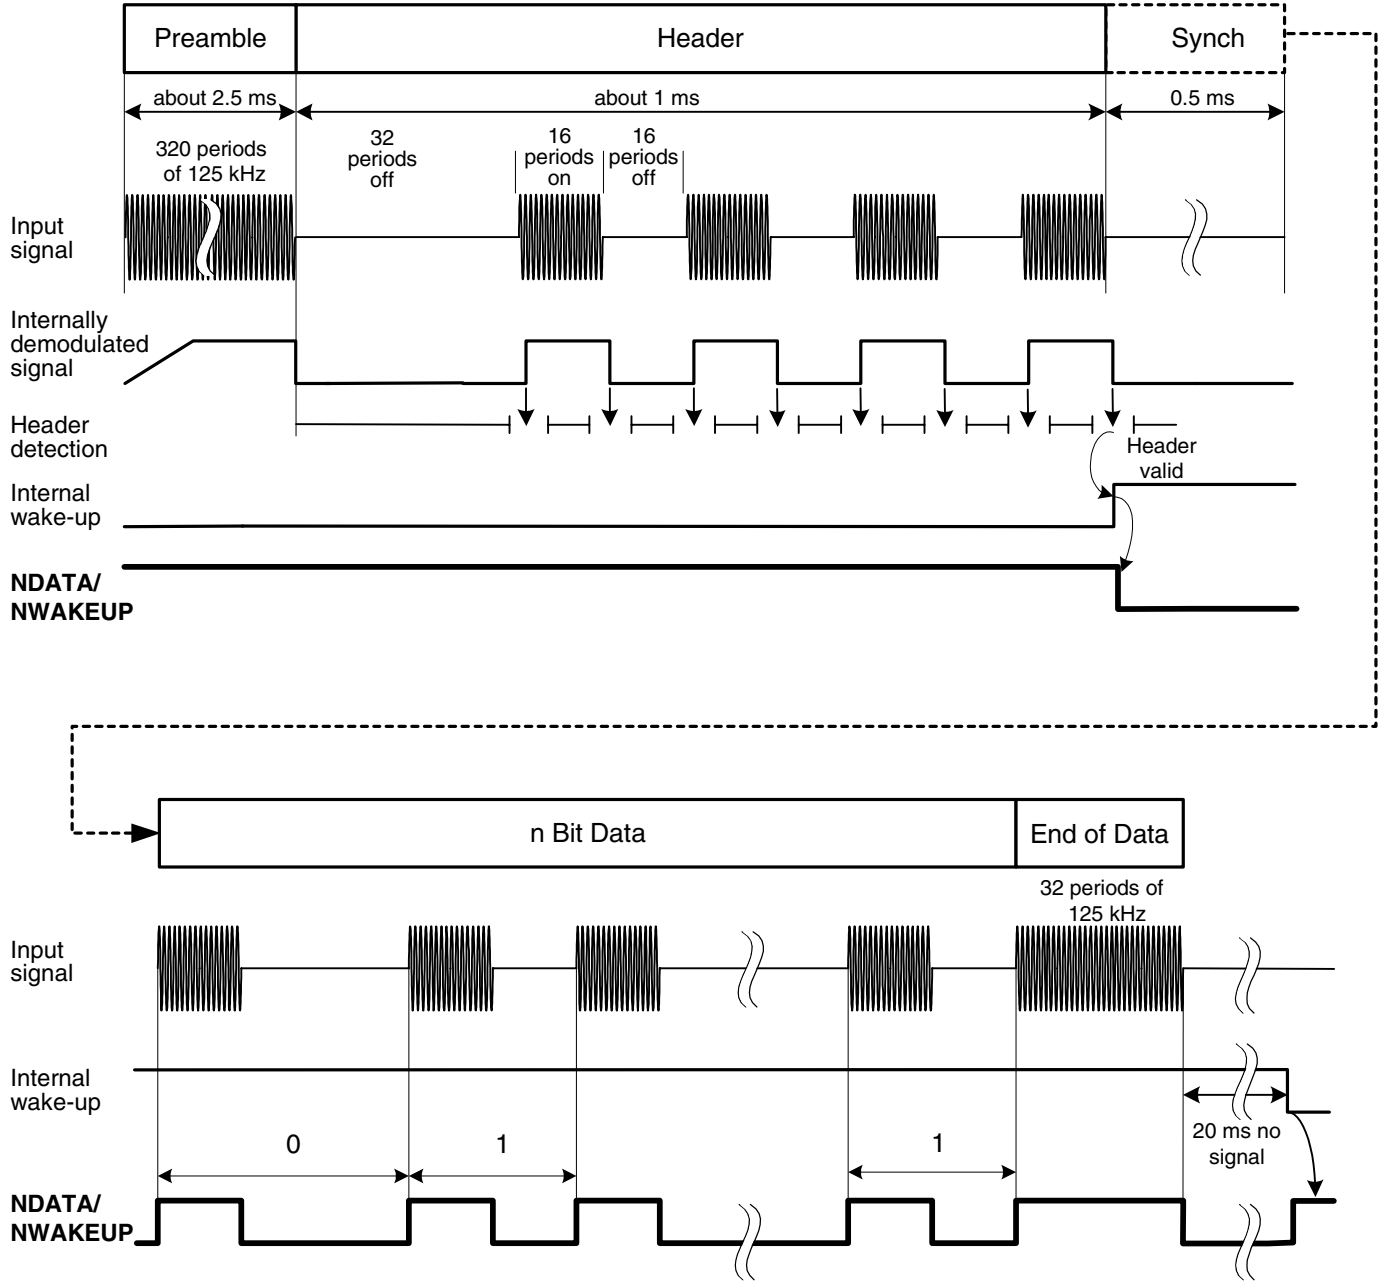 Preamble
Header
Synch
about 2.5 ms
about 1 ms
0.5 ms
320 periods
of 125 kHz
32
periods
off
16
periods
on
16
periods
off
Input
signal
Internally
demodulated
signal
Header
detection
Header
valid
Internal
wake-up
NDATA/
NWAKEUP
n Bit Data
End of Data
32 periods of
125 kHz
Input
signal
Internal
wake-up
20 ms no
signal
0
1
1
NDATA/
NWAKEUP